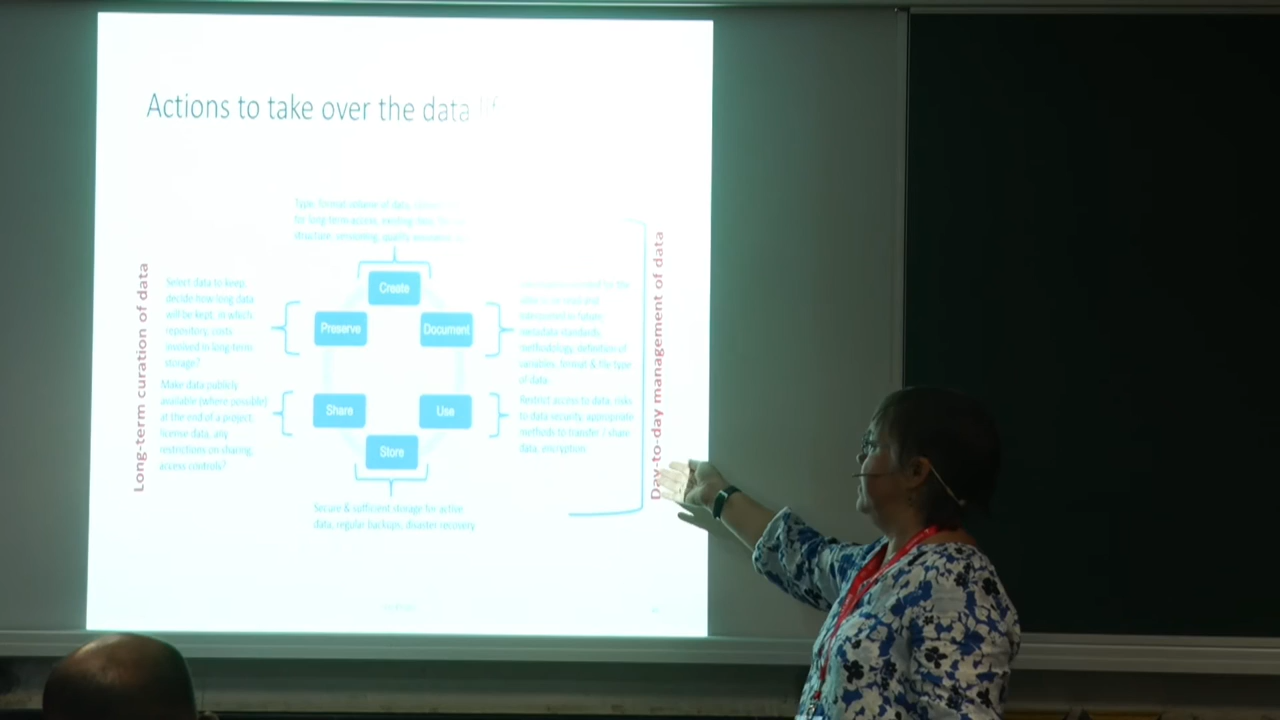 Actions to take over the data
Type, format volume of data,
for long-term access, existing data,
structure, versioning, quality
Create
Preserve
Document
Share
Use
Store
Long-term curation of data
Select data to keep,
decide how long data
will be kept, in which
repository, costs
involved in long-term
storage?
Make data publicly
available (where possible)
at the end of a project
license data, any
restrictions on sharing,
access controls?
for the
and
in future,
metadata standards,
methodology, definition of
variables, format & file type
of data
Restrict access to data, risks
to data security, appropriate
methods to transfer / share
data, encryption
Secure & sufficient storage for active
data, regular backups, disaster recovery
Day-to-day management of data